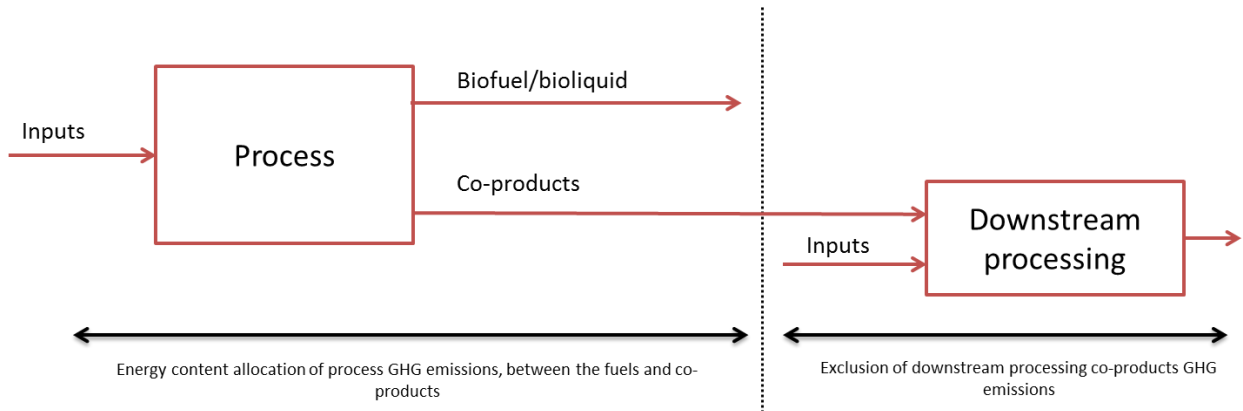 Biofuel/bioliquid
Inputs
Process
Co-products
Downstream
processing
Inputs
Energy content allocation of process GHG emissions, between the fuels and co-
products
Exclusion of downstream processing co-products GHG
emissions